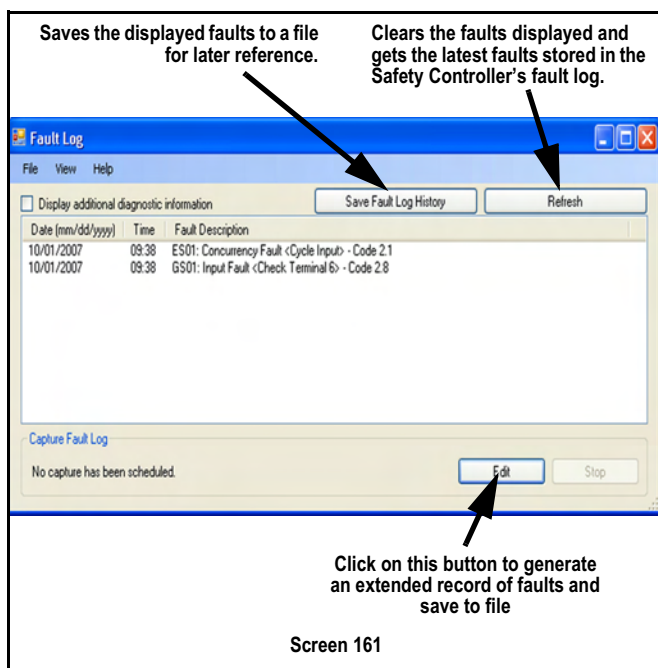 Saves the displayed faults to a file
for later reference.
Clears the faults displayed and
gets the latest faults stored in the
Safety Controller's fault log.
Fault Log
File View Help
Display additional diagnostic information
Save Fault Log History
Refresh
Date (mm/dd/yyyy) Time Fault Description
10/01/2007 09:38 ES01: Concurrency Fault <Cycle Input> - Code 2.1
10/01/2007 09:38 GS01: Input Fault <Check Terminal 6> - Code 2.8
Capture Fault Log
No capture has been scheduled.
Edit
Stop
Click on this button to generate
an extended record of faults and
save to file
Screen 161